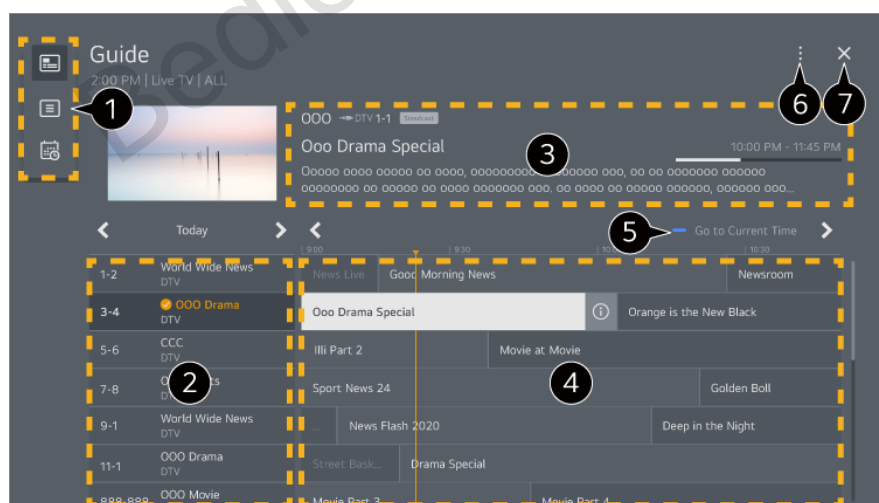 Guide
2:00 PM | Live TV | ALL
1
6
7
OOO DTV 1-1 Standard
Ooo Drama Special
3
10:00 PM - 11:45 PM
Today
5
Go to Current Time
9:00
9:30
10:30
1-2
World Wide News
DTV
News Live
Good Morning News
Newsroom
3-4
OOO Drama
DTV
Ooo Drama Special
Orange is the New Black
5-6
CCC
DTV
Illi Part 2
Movie at Movie
7-8
2
Sport News 24
4
Golden Boll
9-1
World Wide News
DTV
...
News Flash 2020
Deep in the Night
11-1
OOO Drama
DTV
Street Bask...
Drama Special
888-888
OOO Movie
Movie Part 3
Movie Part 4